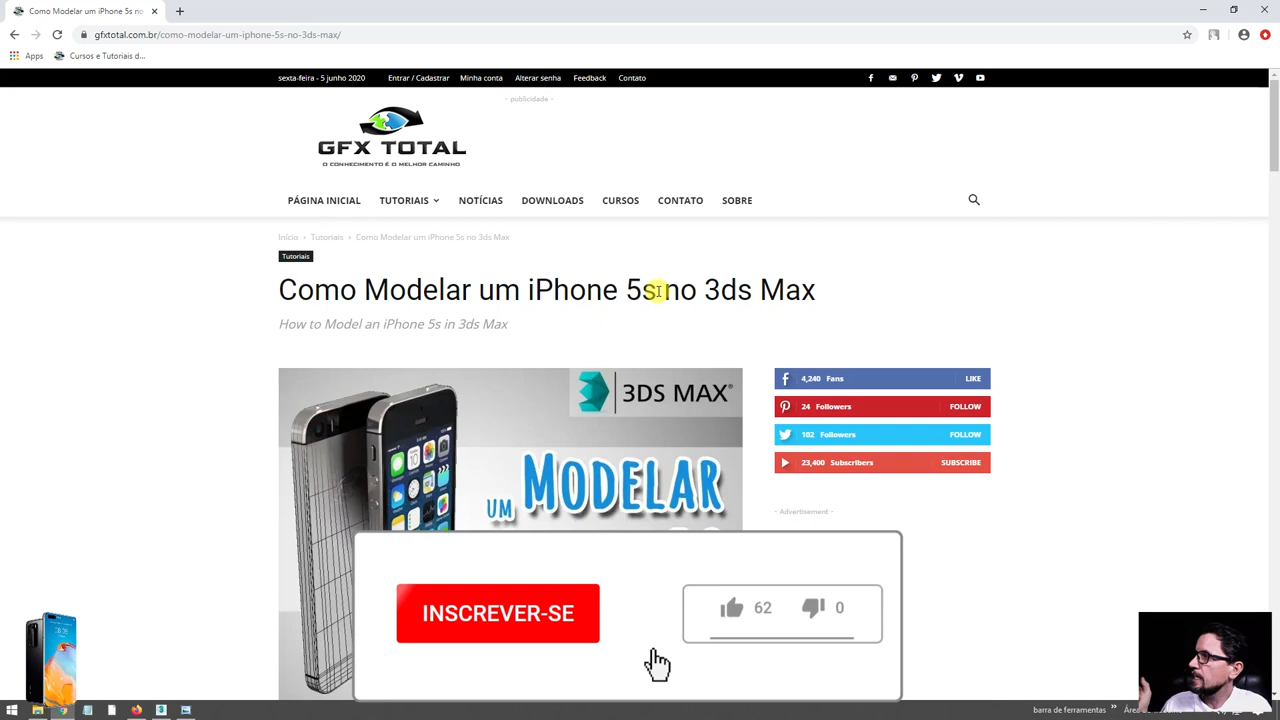 Como Modelar um iPhone 5s no
gfxtotal.com.br/como-modelar-um-iphone-5s-no-3ds-max/
Apps
Cursos e Tutoriais d...
sexta-feira - 5 junho 2020
Entrar / Cadastrar
Minha conta
Alterar senha
Feedback
Contato
- publicidade -
GFX TOTAL
O CONHECIMENTO É O MELHOR CAMINHO
PÁGINA INICIAL
TUTORIAIS
NOTÍCIAS
DOWNLOADS
CURSOS
CONTATO
SOBRE
Início › Tutoriais › Como Modelar um iPhone 5s no 3ds Max
Tutoriais
Como Modelar um iPhone 5s no 3ds Max
How to Model an iPhone 5s in 3ds Max
3DS MAX®
UM MODELAR
4,240 Fans LIKE
24 Followers FOLLOW
102 Followers FOLLOW
23,400 Subscribers SUBSCRIBE
- Advertisement -
INSCREVER-SE
62
0
barra de ferramentas